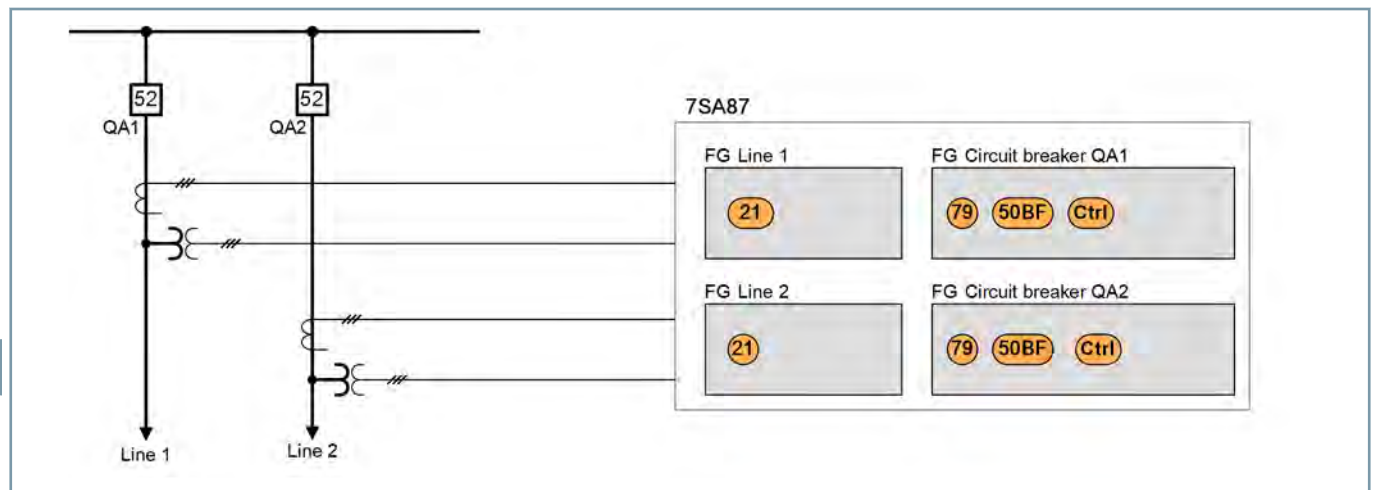 52
52
QA1
QA2
Line 1
Line 2
7SA87
FG Line 1
FG Circuit breaker QA1
21
79 50BF Ctrl
FG Line 2
FG Circuit breaker QA2
21
79 50BF Ctrl